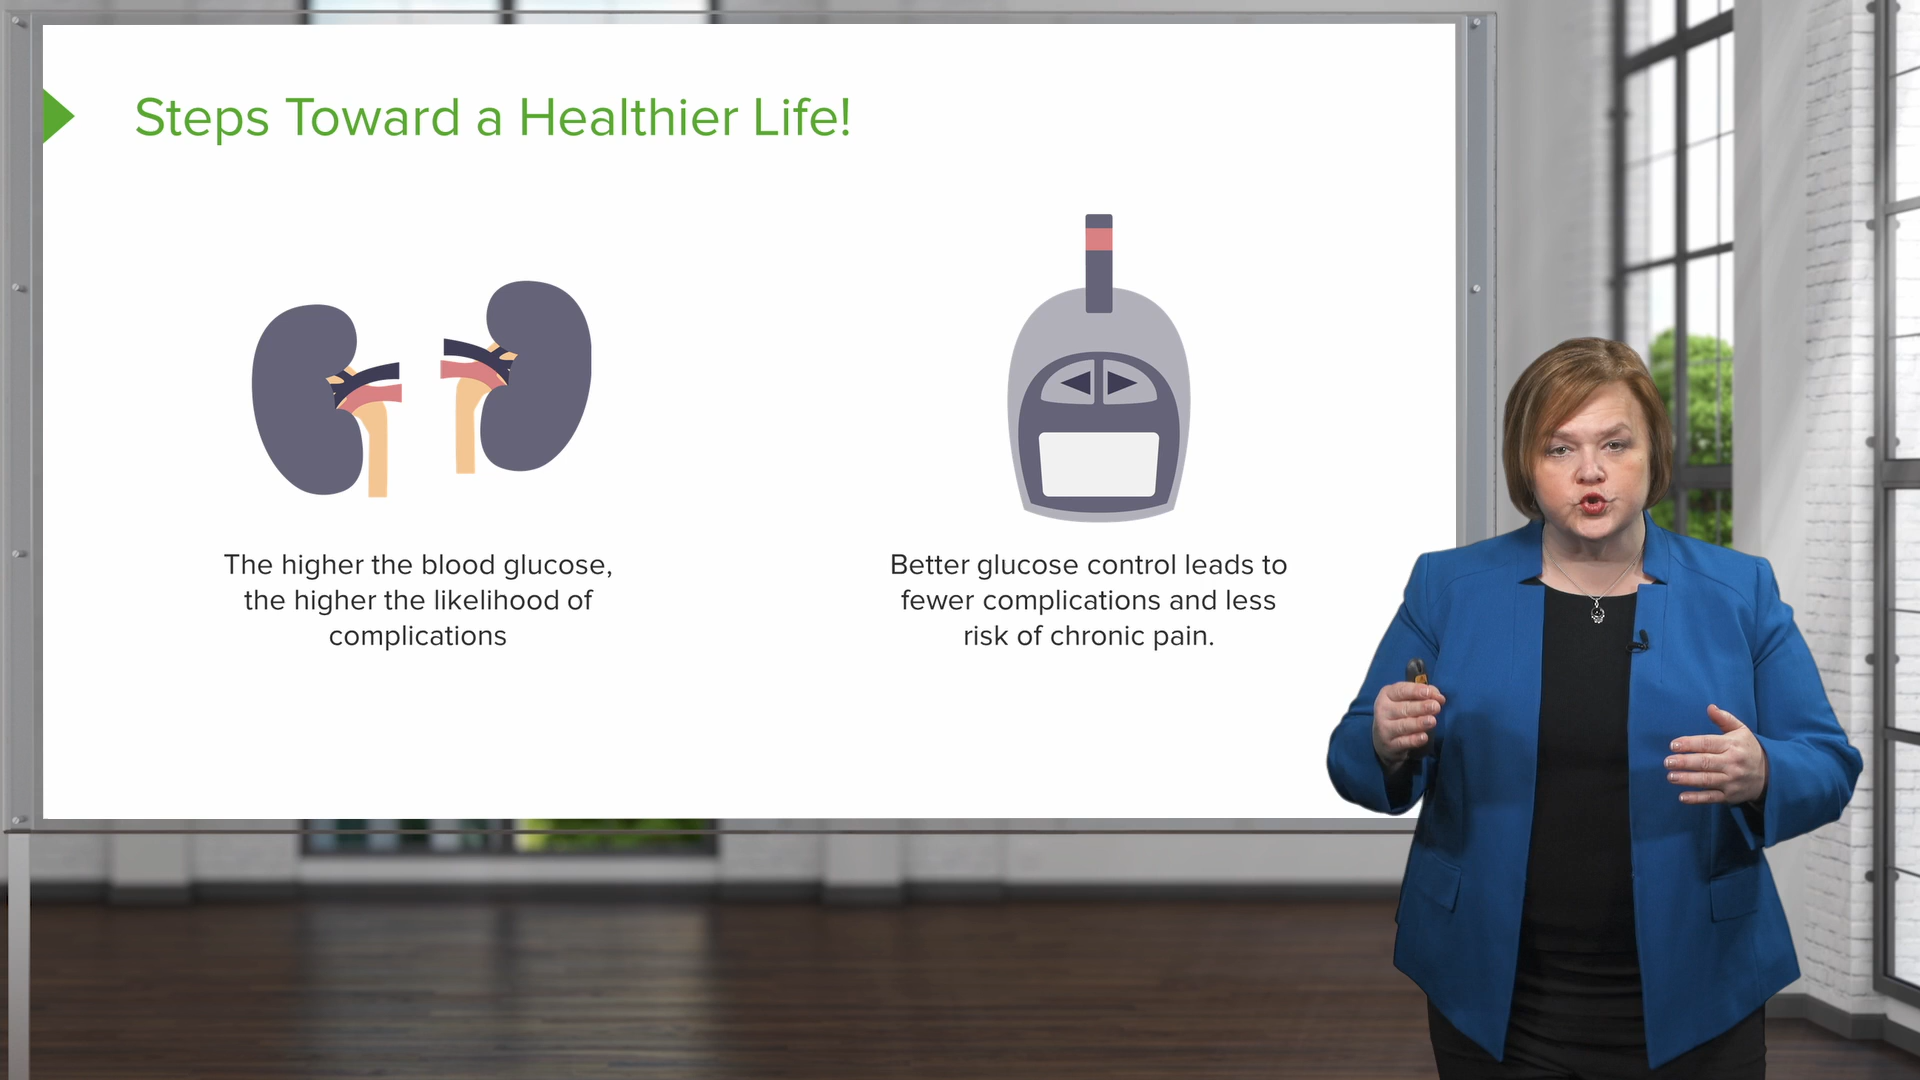 Steps Toward a Healthier Life!
The higher the blood glucose,
the higher the likelihood of
complications
Better glucose control leads to
fewer complications and less
risk of chronic pain.